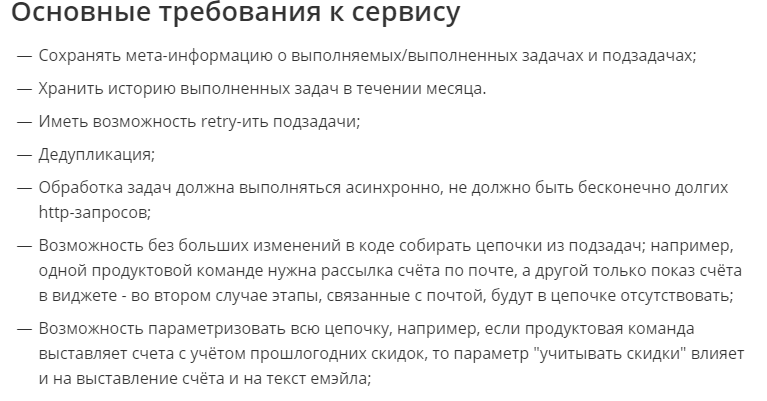 Основные требования к сервису
— Сохранять мета-информацию о выполняемых/выполненных задачах и подзадачах;
— Хранить историю выполненных задач в течении месяца.
— Иметь возможность retry-ить подзадачи;
— Дедупликация;
— Обработка задач должна выполняться асинхронно, не должно быть бесконечно долгих
http-запросов;
— Возможность без больших изменений в коде собирать цепочки из подзадач; например,
одной продуктовой команде нужна рассылка счёта по почте, а другой только показ счёта
в виджете - во втором случае этапы, связанные с почтой, будут в цепочке отсутствовать;
— Возможность параметризовать всю цепочку, например, если продуктовая команда
выставляет счета с учётом прошлогодних скидок, то параметр "учитывать скидки" влияет
и на выставление счёта и на текст емэйла;